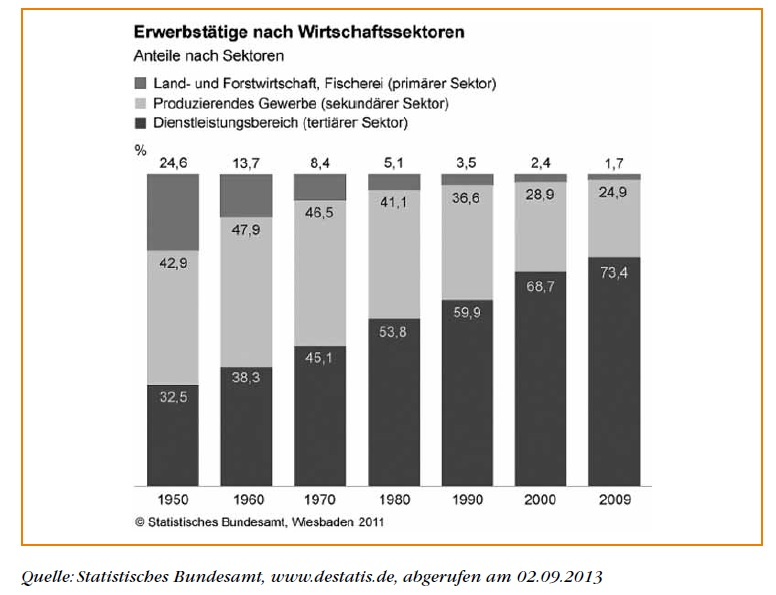 Erwerbstätige nach Wirtschaftssektoren
Anteile nach Sektoren
Land- und Forstwirtschaft, Fischerei (primärer Sektor)
Produzierendes Gewerbe (sekundärer Sektor)
Dienstleistungsbereich (tertiärer Sektor)
%
24,6 13,7 8,4 5,1 3,5 2,4 1,7
42,9 47,9 46,5 41,1 36,6 28,9 24,9
32,5 38,3 45,1 53,8 59,9 68,7 73,4
1950 1960 1970 1980 1990 2000 2009
© Statistisches Bundesamt, Wiesbaden 2011
Quelle: Statistisches Bundesamt, www.destatis.de, abgerufen am 02.09.2013